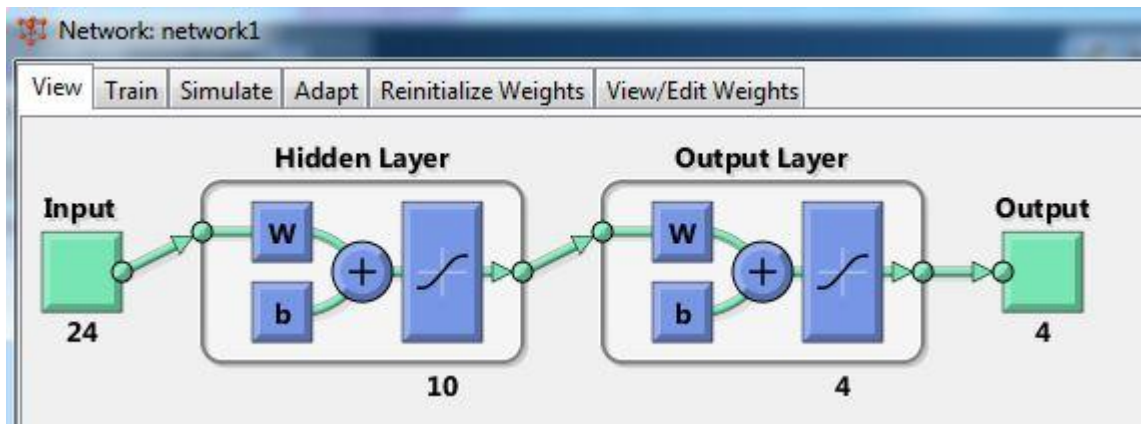 Network: network1
View Train Simulate Adapt Reinitialize Weights View/Edit Weights
Hidden Layer
Output Layer
Input
Output
W
b
W
b
24
10
4
4